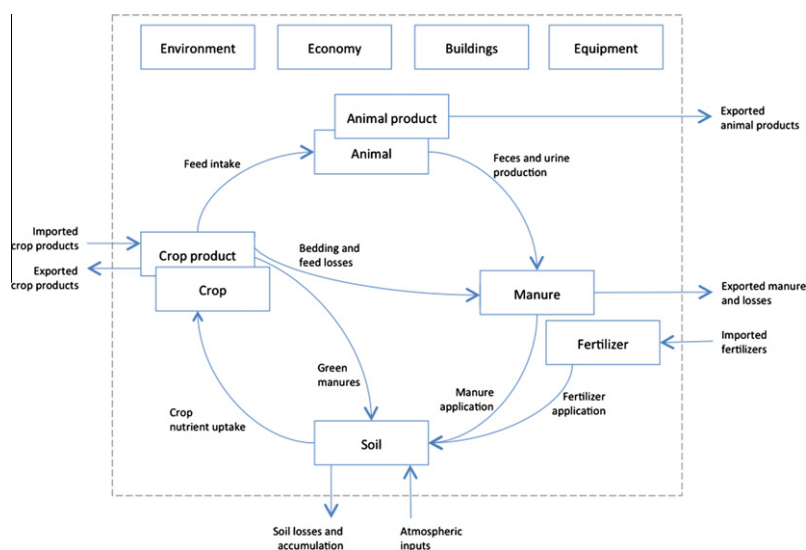 Environment
Economy
Buildings
Equipment
Animal product
Exported
animal products
Animal
Feed intake
Feces and urine
production
Imported
crop products
Crop product
Bedding and
feed losses
Exported
crop products
Crop
Manure
Exported manure
and losses
Fertilizer
Imported
fertilizers
Green
manures
Manure
application
Fertilizer
application
Crop
nutrient uptake
Soil
Soil losses and
accumulation
Atmospheric
inputs